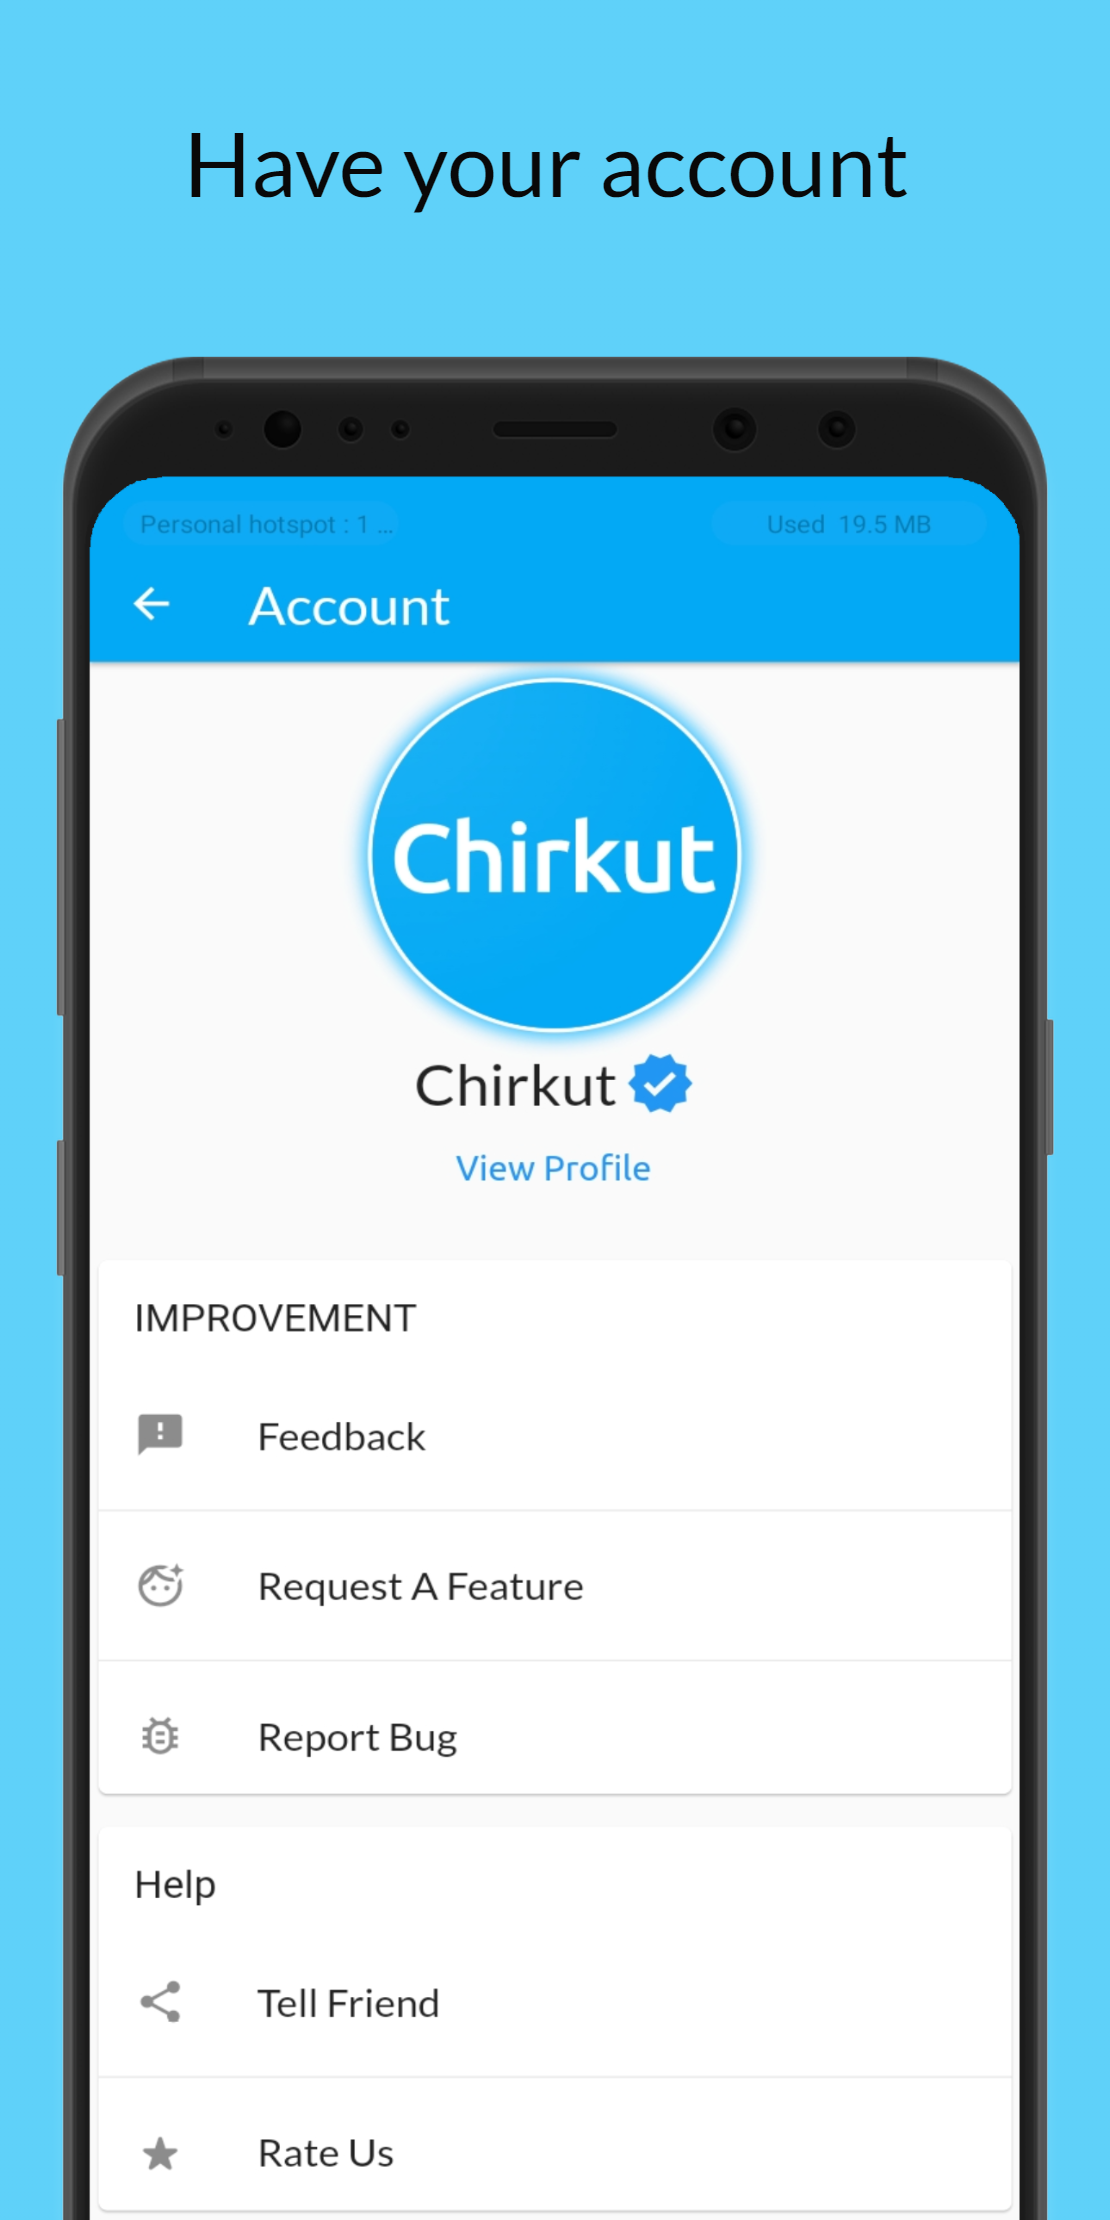 Have your account
Personal hotspot : 1 ...
Used 19.5 MB
Account
Chirkut
Chirkut
View Profile
IMPROVEMENT
Feedback
Request A Feature
Report Bug
Help
Tell Friend
Rate Us